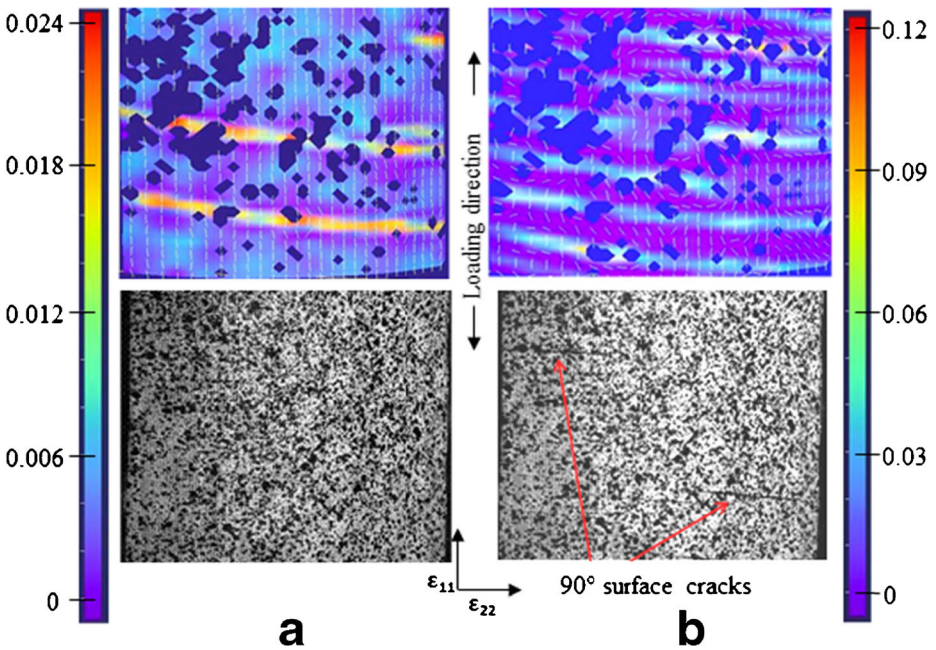 0.024
0.018
0.012
0.006
0
Loading direction
0.12
0.09
0.06
0.03
0
ε11
ε22
90° surface cracks
a
b